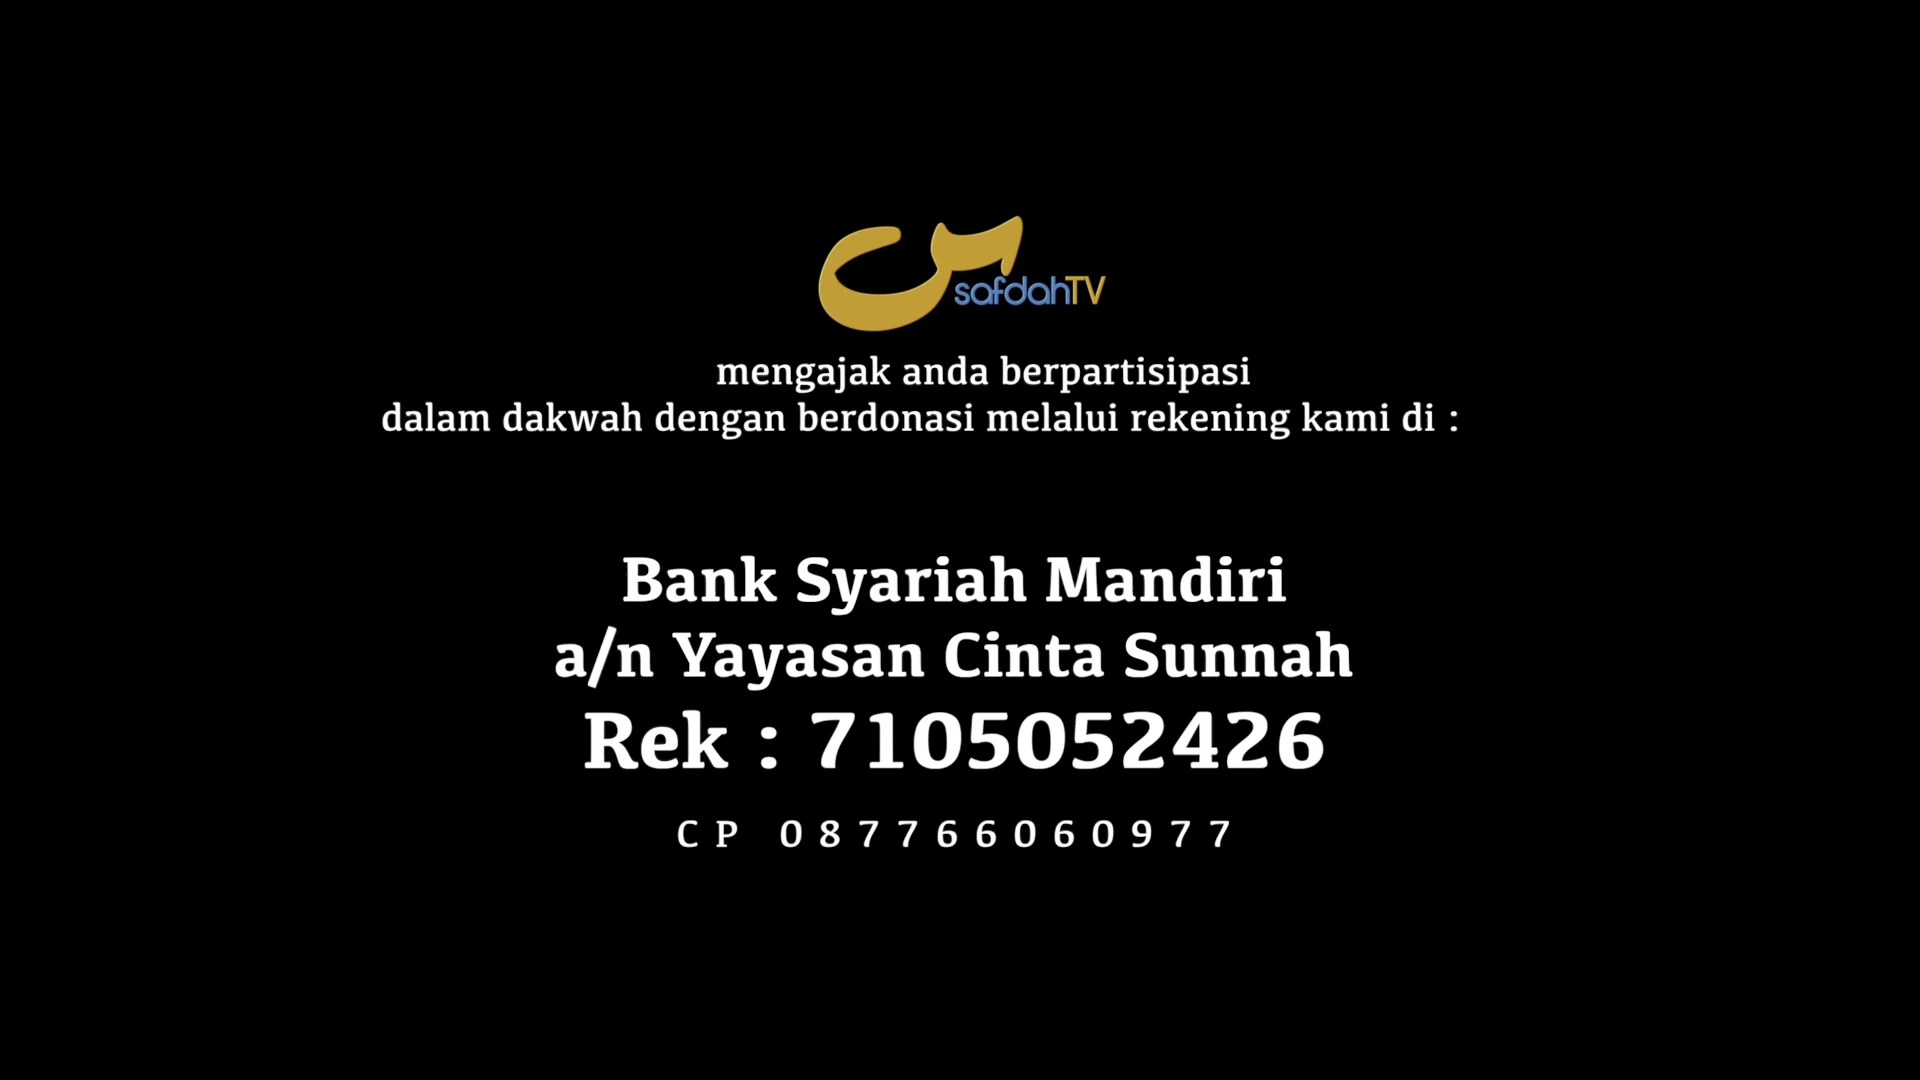 safdahTV
mengajak anda berpartisipasi
dalam dakwah dengan berdonasi melalui rekening kami di :
Bank Syariah Mandiri
a/n Yayasan Cinta Sunnah
Rek : 7105052426
CP 087766060977